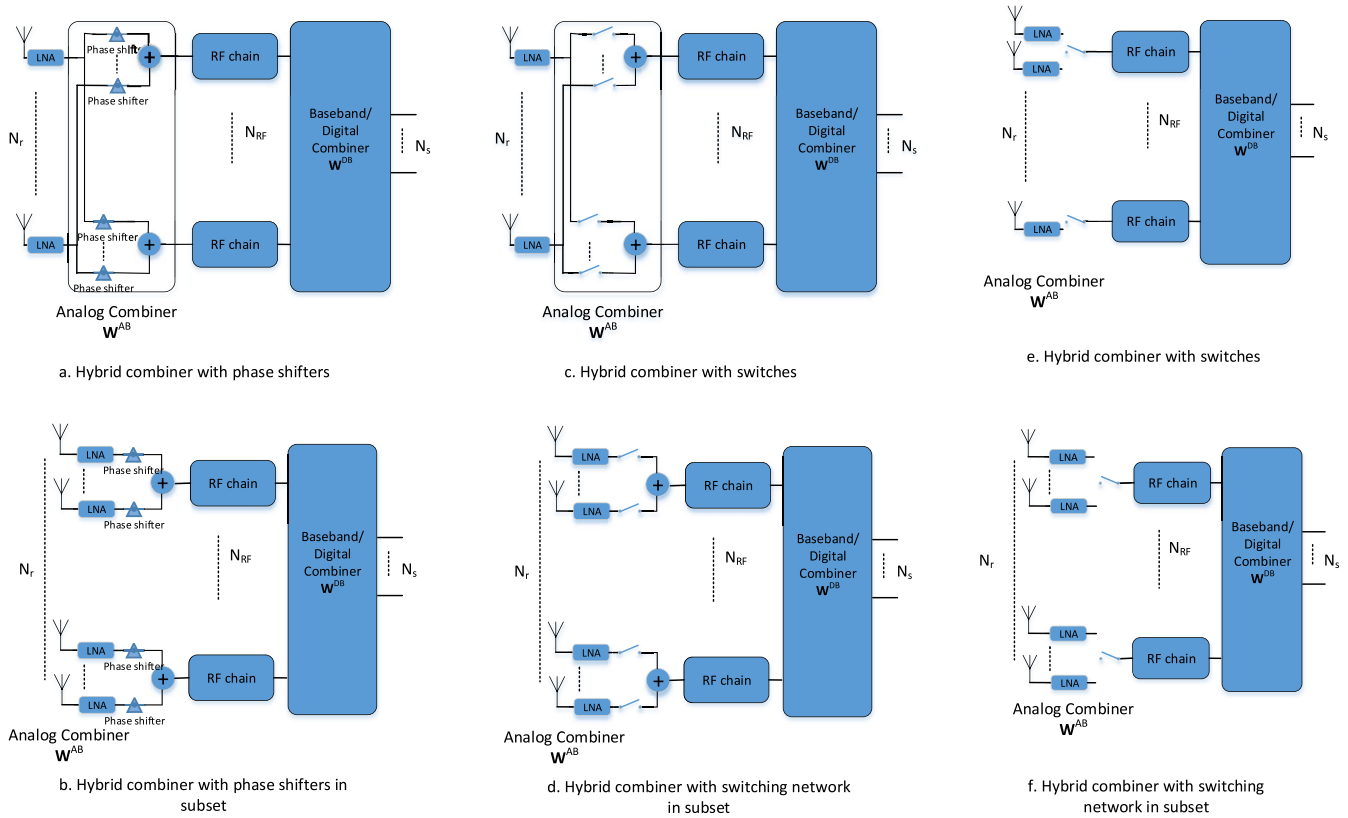 Phase shifter
LNA
+
RF chain
Phase shifter
N_r
N_RF
Baseband/
Digital
Combiner
W^DB
N_s
Phase shifter
LNA
+
RF chain
Phase shifter
Analog Combiner
W^AB
a. Hybrid combiner with phase shifters
LNA
+
RF chain
N_r
N_RF
Baseband/
Digital
Combiner
W^DB
N_s
LNA
+
RF chain
Analog Combiner
W^AB
c. Hybrid combiner with switches
LNA
LNA
RF chain
N_r
N_RF
Baseband/
Digital
Combiner
W^DB
N_s
LNA
RF chain
Analog Combiner
W^AB
e. Hybrid combiner with switches
LNA
Phase shifter
+
RF chain
LNA
Phase shifter
N_r
N_RF
Baseband/
Digital
Combiner
W^DB
N_s
LNA
Phase shifter
+
RF chain
LNA
Phase shifter
Analog Combiner
W^AB
b. Hybrid combiner with phase shifters in
subset
LNA
+
RF chain
LNA
N_r
N_RF
Baseband/
Digital
Combiner
W^DB
N_s
LNA
+
RF chain
LNA
Analog Combiner
W^AB
d. Hybrid combiner with switching network
in subset
LNA
RF chain
LNA
N_r
N_RF
Baseband/
Digital
Combiner
W^DB
N_s
LNA
RF chain
LNA
Analog Combiner
W^AB
f. Hybrid combiner with switching
network in subset